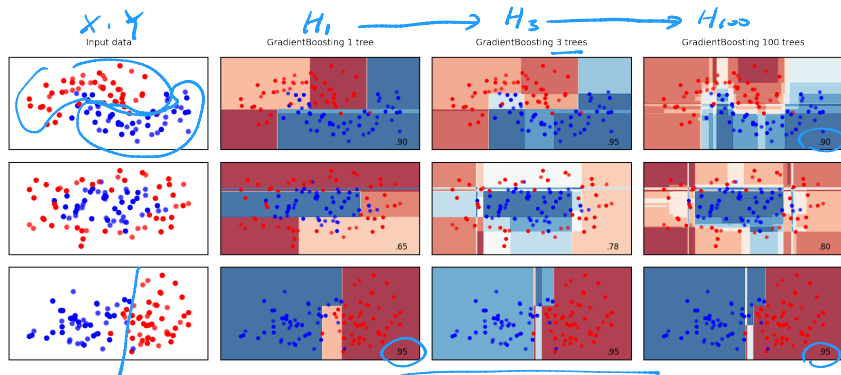 X, Y H₁ → H₃ → H₁₀₀
Input data GradientBoosting 1 tree GradientBoosting 3 trees GradientBoosting 100 trees
.90 .95 .90
.65 .78 .80
.95 .95 .95